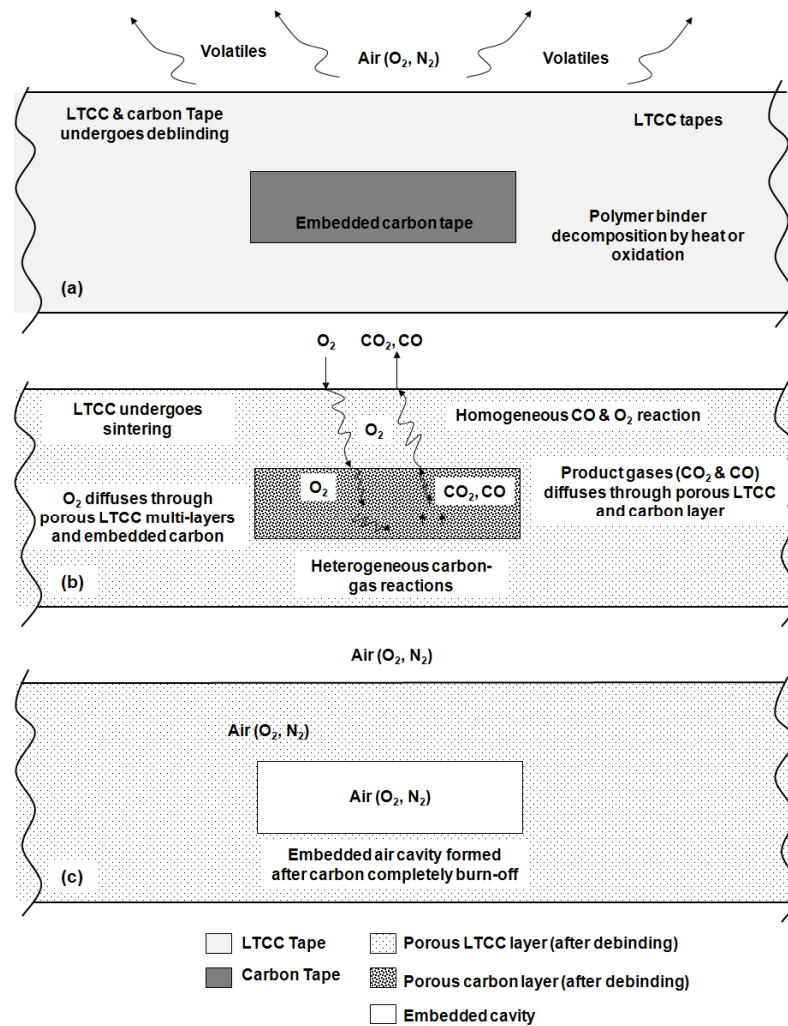 Volatiles
Air (O₂, N₂)
Volatiles
LTCC & carbon Tape
undergoes deblinding
LTCC tapes
Embedded carbon tape
Polymer binder
decomposition by heat or
oxidation
(a)
O₂
CO₂, CO
LTCC undergoes
sintering
O₂
Homogeneous CO & O₂ reaction
O₂ diffuses through
porous LTCC multi-layers
and embedded carbon
O₂
CO₂, CO
Product gases (CO₂ & CO)
diffuses through porous LTCC
and carbon layer
Heterogeneous carbon-
gas reactions
(b)
Air (O₂, N₂)
Air (O₂, N₂)
Air (O₂, N₂)
Embedded air cavity formed
after carbon completely burn-off
(c)
LTCC Tape
Carbon Tape
Porous LTCC layer (after debinding)
Porous carbon layer (after debinding)
Embedded cavity